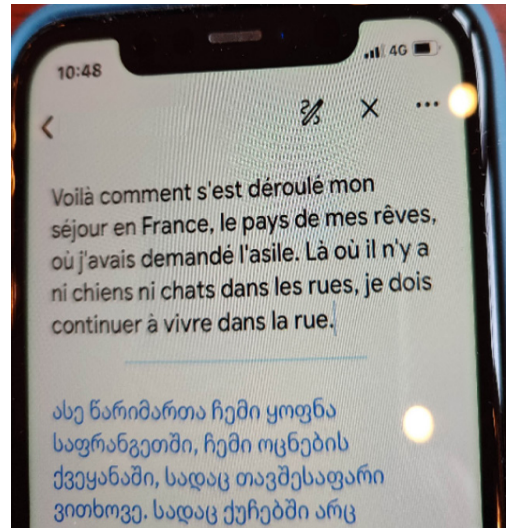 10:48
4G
Voilà comment s'est déroulé mon
séjour en France, le pays de mes rêves,
où j'avais demandé l'asile. Là où il n'y a
ni chiens ni chats dans les rues, je dois
continuer à vivre dans la rue.
ასე წარიმართა ჩემი ყოფნა
საფრანგეთში, ჩემი ოცნების
ქვეყანაში, სადაც თავშესაფარი
ვითხოვე. სადაც ქუჩებში არც